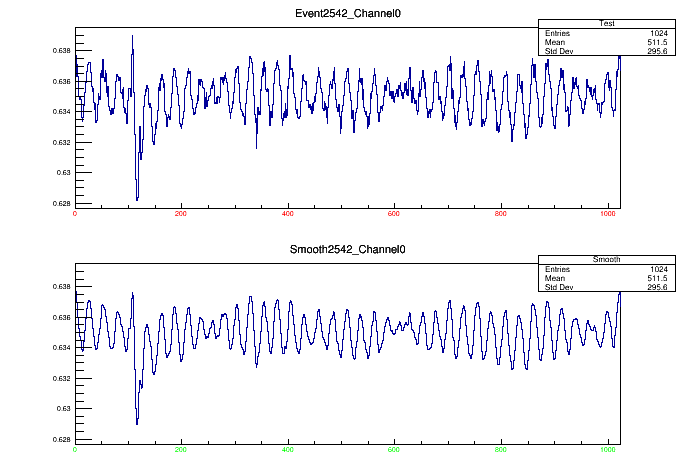 Event2542_Channel0
Test
Entries 1024
Mean 511.5
Std Dev 295.6
0.638
0.636
0.634
0.632
0.63
0.628
0 200 400 600 800 1000
Smooth2542_Channel0
Smooth
Entries 1024
Mean 511.5
Std Dev 295.6
0.638
0.636
0.634
0.632
0.63
0.628
0 200 400 600 800 1000